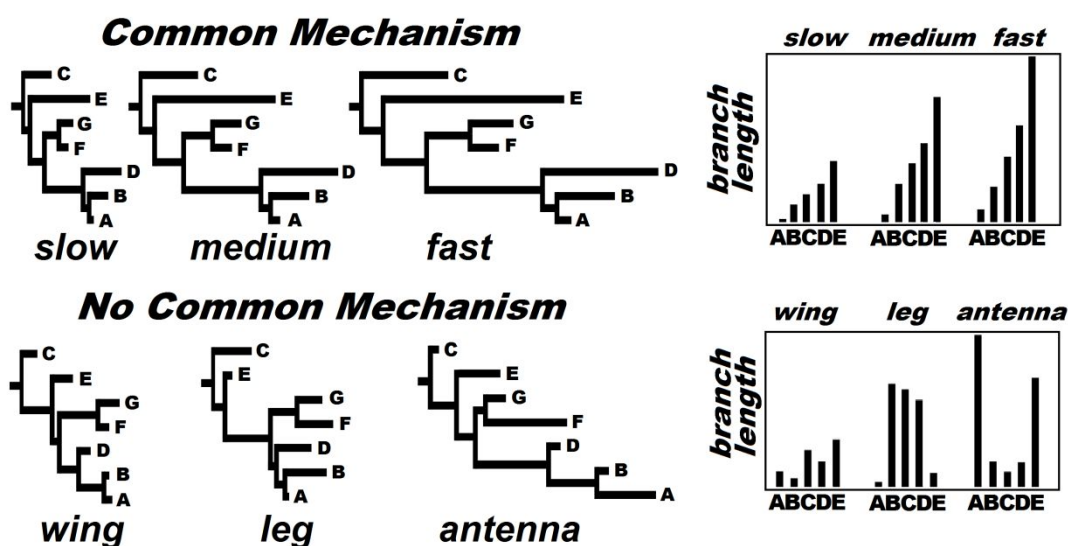 Common Mechanism
C
E
G
F
D
B
A
slow
C
E
G
F
D
B
A
medium
C
E
G
F
D
B
A
fast
slow medium fast
branch
length
ABCDE ABCDE ABCDE
No Common Mechanism
C
E
G
F
D
B
A
wing
C
E
G
F
D
B
A
leg
C
E
G
F
D
B
A
antenna
wing leg antenna
branch
length
ABCDE ABCDE ABCDE